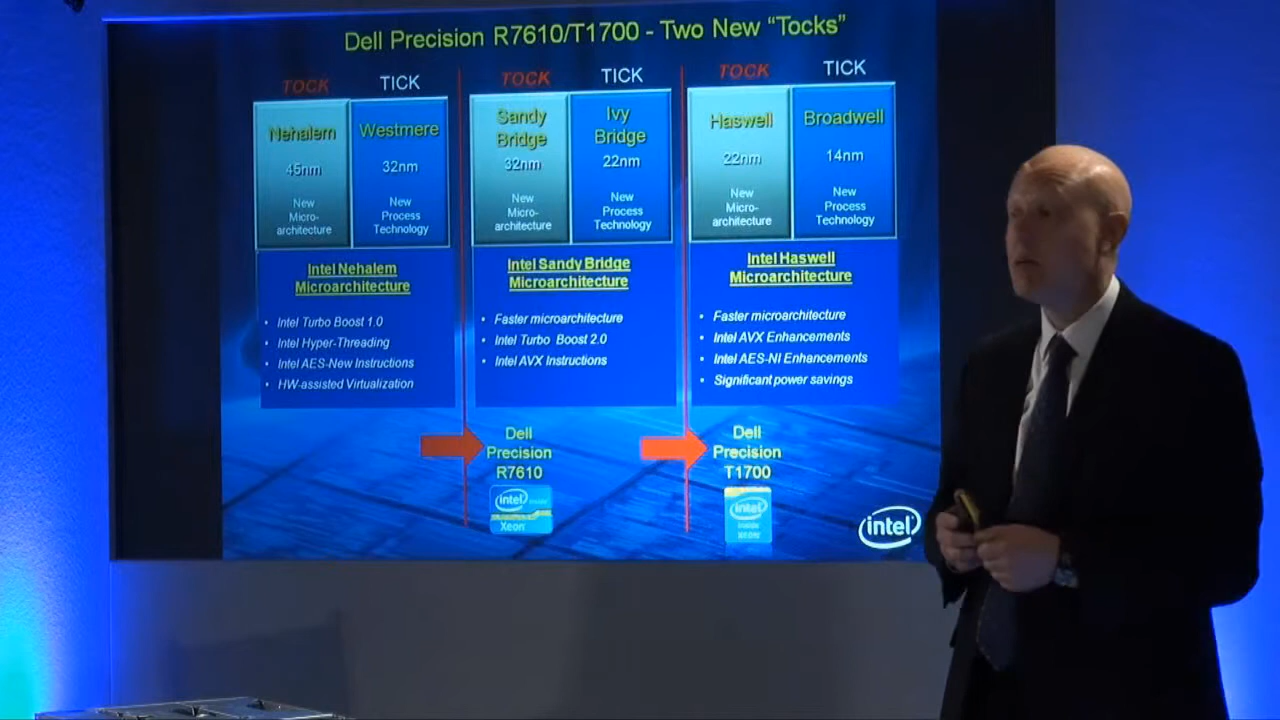 Dell Precision R7610/T1700 - Two New “Tocks”
TOCK
TICK
Nehalem
45nm
New
Micro-
architecture
Westmere
32nm
New
Process
Technology
Intel Nehalem
Microarchitecture
• Intel Turbo Boost 1.0
• Intel Hyper-Threading
• Intel AES-New Instructions
• HW-assisted Virtualization
TOCK
TICK
Sandy
Bridge
32nm
New
Micro-
architecture
Ivy
Bridge
22nm
New
Process
Technology
Intel Sandy Bridge
Microarchitecture
• Faster microarchitecture
• Intel Turbo Boost 2.0
• Intel AVX Instructions
Dell
Precision
R7610
intel inside
Xeon
TOCK
TICK
Haswell
22nm
New
Micro-
architecture
Broadwell
14nm
New
Process
Technology
Intel Haswell
Microarchitecture
• Faster microarchitecture
• Intel AVX Enhancements
• Intel AES-NI Enhancements
• Significant power savings
Dell
Precision
T1700
intel
inside
XEON
intel